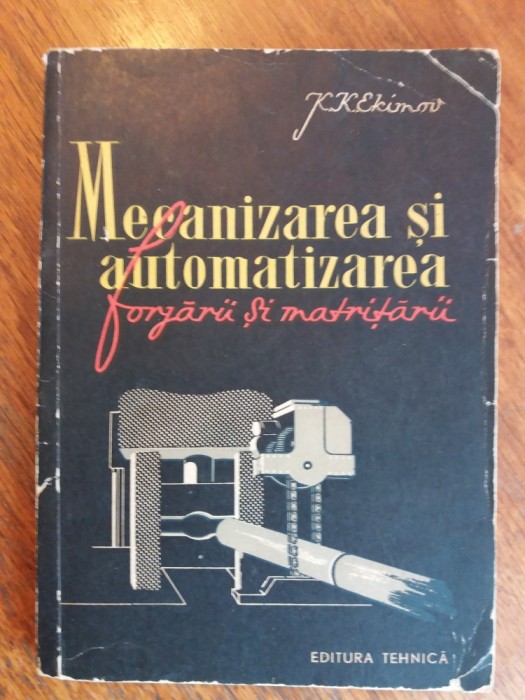 K.K.Ekimov
Mecanizarea și
automatizarea
forjării și matrițării
EDITURA TEHNICĂ